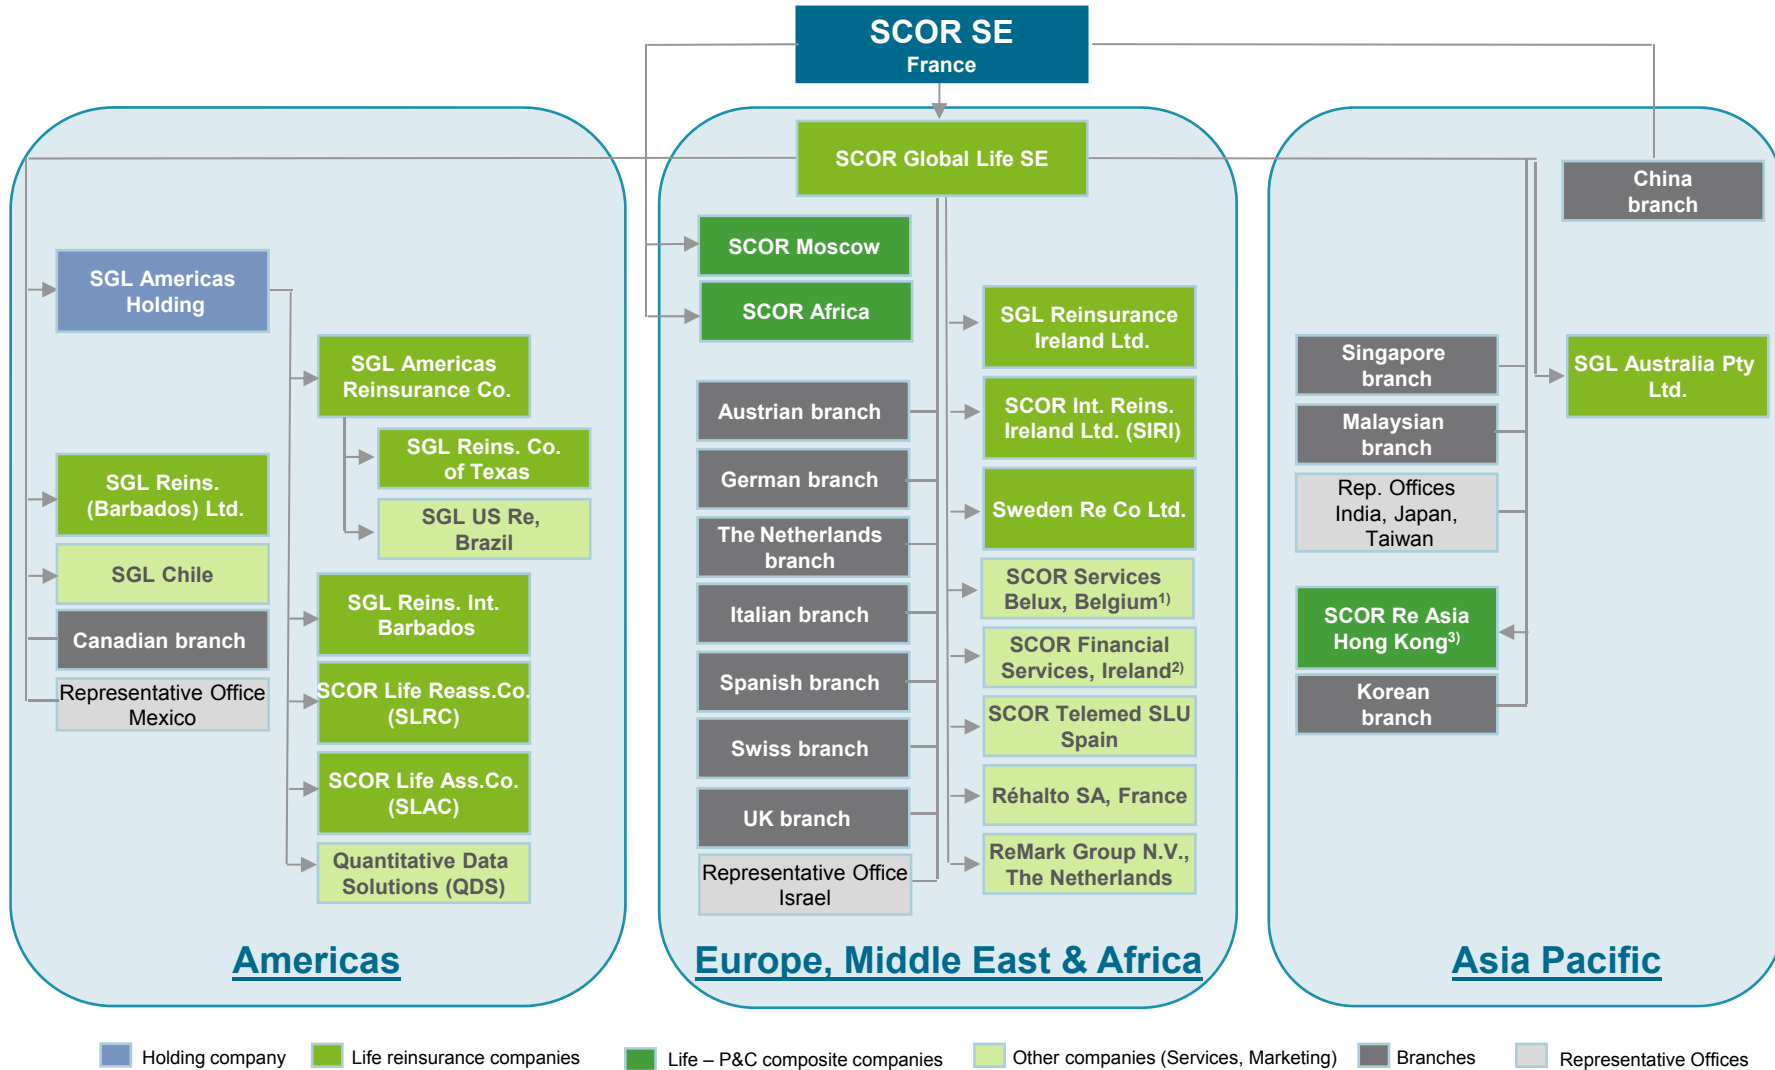 SCOR SE
France
SCOR Global Life SE
China
branch
SCOR Moscow
SCOR Africa
SGL Americas
Holding
SGL Americas
Reinsurance Co.
SGL Reins. Co.
of Texas
SGL US Re,
Brazil
SGL Reins.
(Barbados) Ltd.
SGL Chile
Canadian branch
Representative Office
Mexico
SGL Reins. Int.
Barbados
SCOR Life Reass.Co.
(SLRC)
SCOR Life Ass.Co.
(SLAC)
Quantitative Data
Solutions (QDS)
Americas
Austrian branch
German branch
The Netherlands
branch
Italian branch
Spanish branch
Swiss branch
UK branch
Representative Office
Israel
SGL Reinsurance
Ireland Ltd.
SCOR Int. Reins.
Ireland Ltd. (SIRI)
Sweden Re Co Ltd.
SCOR Services
Belux, Belgium1)
SCOR Financial
Services, Ireland2)
SCOR Telemed SLU
Spain
Réhalto SA, France
ReMark Group N.V.,
The Netherlands
Europe, Middle East & Africa
Singapore
branch
Malaysian
branch
Rep. Offices
India, Japan,
Taiwan
SCOR Re Asia
Hong Kong3)
Korean
branch
SGL Australia Pty
Ltd.
Asia Pacific
Holding company
Life reinsurance companies
Life – P&C composite companies
Other companies (Services, Marketing)
Branches
Representative Offices